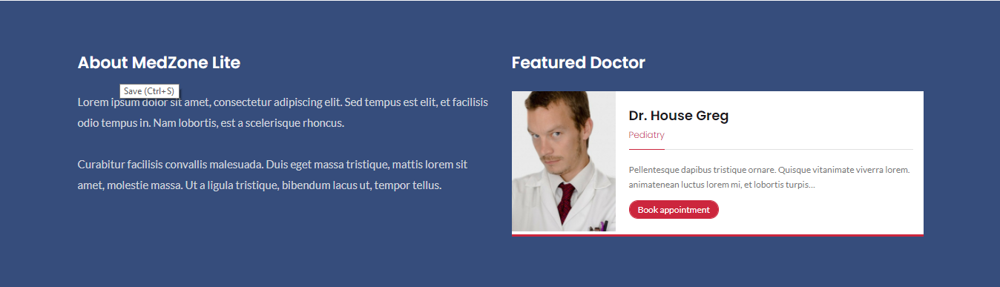 About MedZone Lite
Save (Ctrl+S)
Lorem ipsum dolor sit amet, consectetur adipiscing elit. Sed tempus est elit, et facilisis
odio tempus in. Nam lobortis, est a scelerisque rhoncus.
Curabitur facilisis convallis malesuada. Duis eget massa tristique, mattis lorem sit
amet, molestie massa. Ut a ligula tristique, bibendum lacus ut, tempor tellus.
Featured Doctor
Dr. House Greg
Pediatry
Pellentesque dapibus tristique ornare. Quisque vitanimate viverra lorem.
animatenean luctus lorem mi, et lobortis turpis...
Book appointment